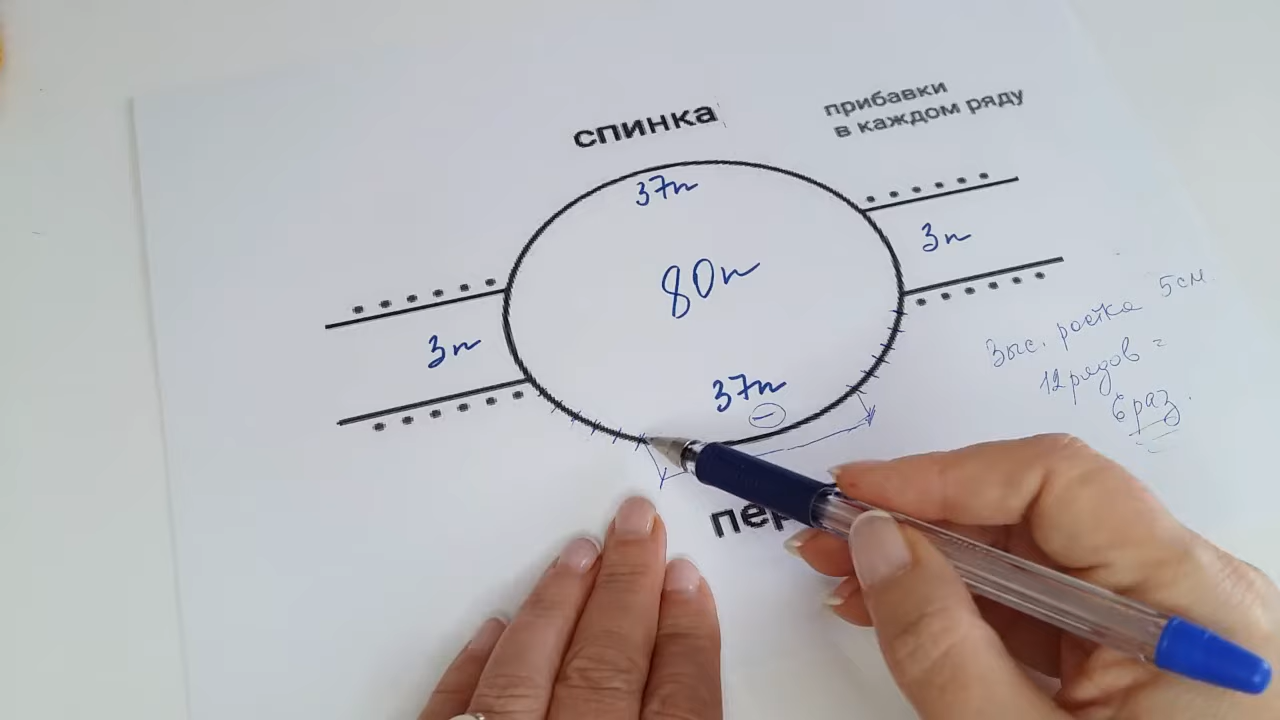 спинка
прибавки
в каждом ряду
37п
3п
80п
3п
37п
−
Выс. ростка 5см.
12 рядов =
6 раз.
пер